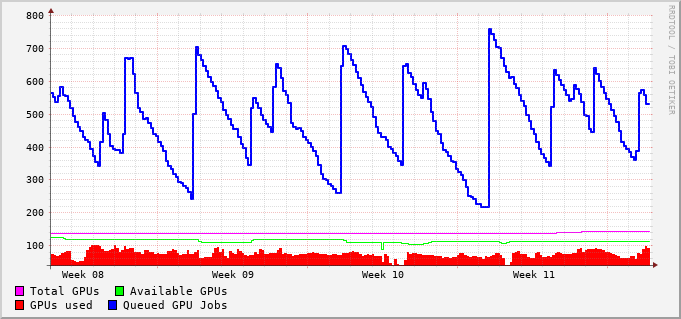 800
700
600
500
400
300
200
100
Week 08 Week 09 Week 10 Week 11
Total GPUs Available GPUs
GPUs used Queued GPU Jobs
RRDTOOL / TOBI OETIKER